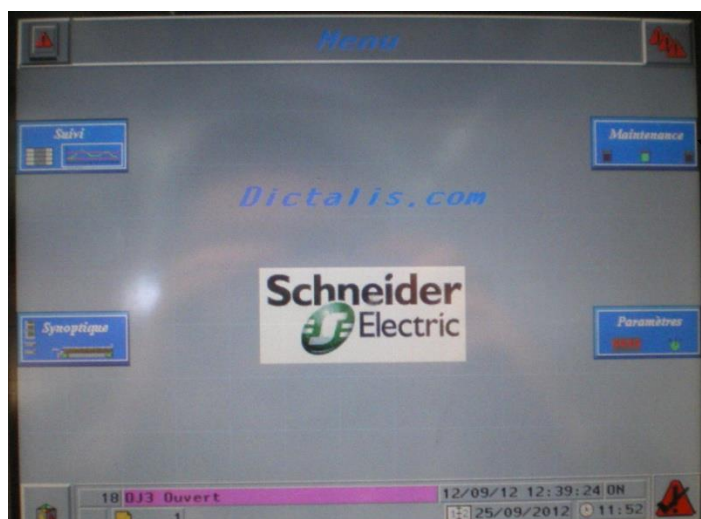 Menu
Suivi
Maintenance
Dictalis.com
Schneider
Electric
Synoptique
Paramètres
18 DJ3 Ouvert 12/09/12 12:39:24 ON
1 25/09/2012 11:52